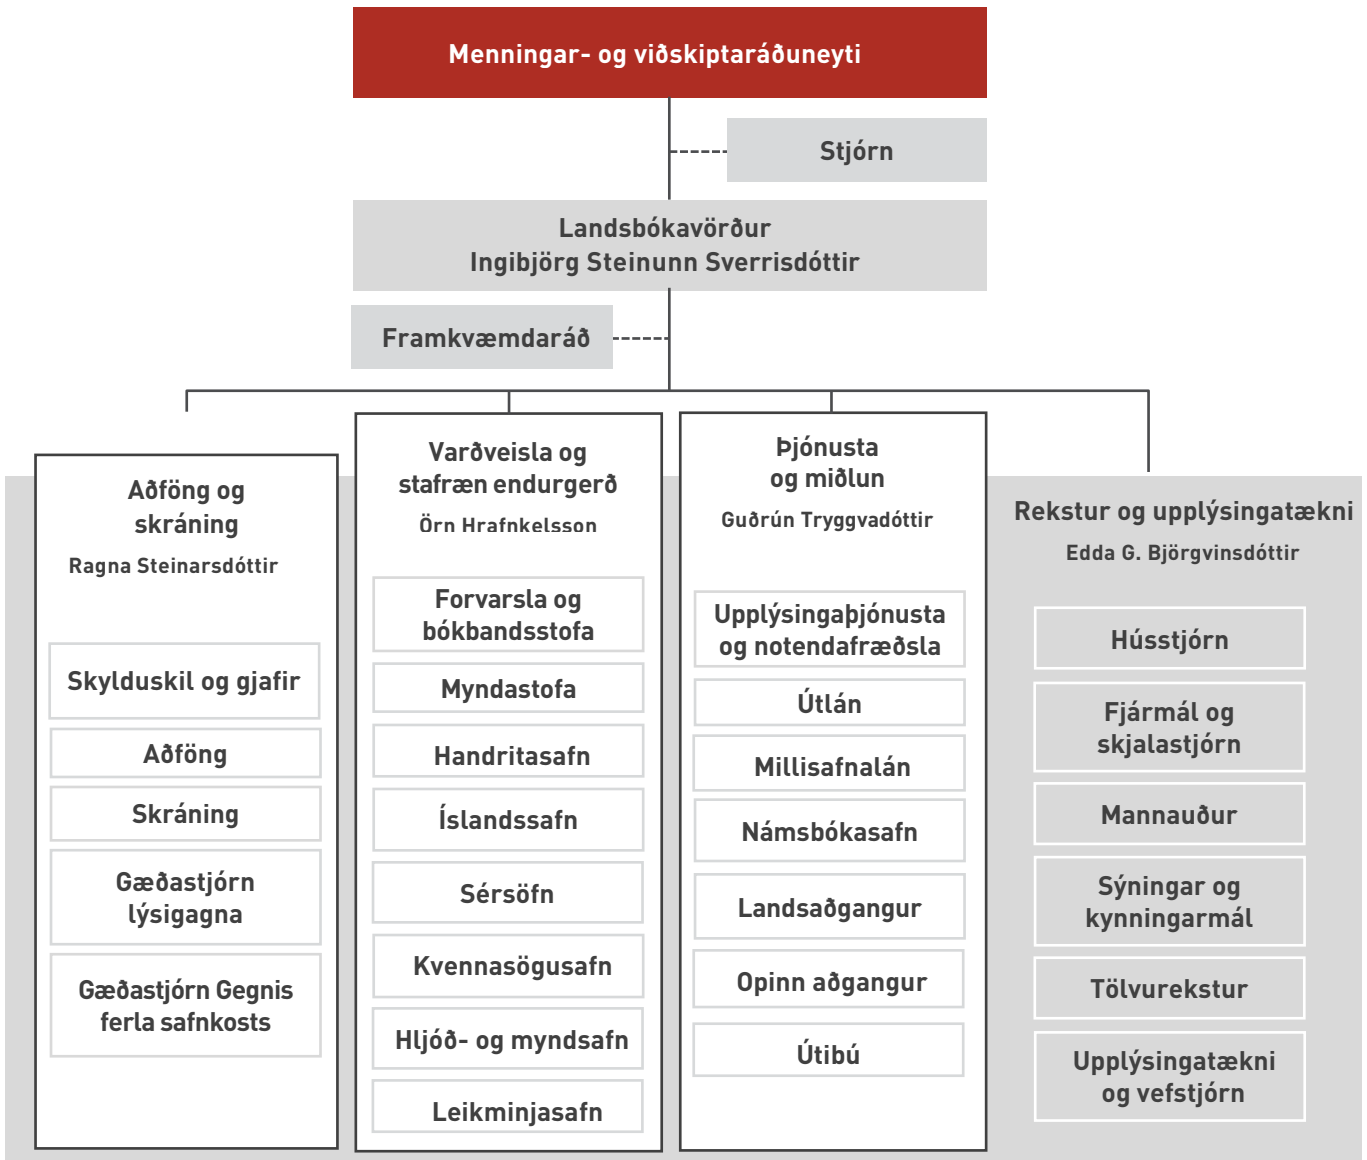 Menningar- og viðskiptaráðuneyti
Stjórn
Landsbókavörður
Ingibjörg Steinunn Sverrisdóttir
Framkvæmdaráð
Aðföng og
skráning
Ragna Steinarsdóttir
Skylduskil og gjafir
Aðföng
Skráning
Gæðastjórn
lýsigagna
Gæðastjórn Gegnis
ferla safnkosts
Varðveisla og
stafræn endurgerð
Örn Hrafnkelsson
Forvarsla og
bókbandsstofa
Myndastofa
Handritasafn
Íslandssafn
Sérsöfn
Kvennasögusafn
Hljóð- og myndsafn
Leikminjasafn
Þjónusta
og miðlun
Guðrún Tryggvadóttir
Upplýsingaþjónusta
og notendafræðsla
Útlán
Millisafnalán
Námsbókasafn
Landsaðgangur
Opinn aðgangur
Útibú
Rekstur og upplýsingatækni
Edda G. Björgvinsdóttir
Hússtjórn
Fjármál og
skjalastjórn
Mannauður
Sýningar og
kynningarmál
Tölvurekstur
Upplýsingatækni
og vefstjórn